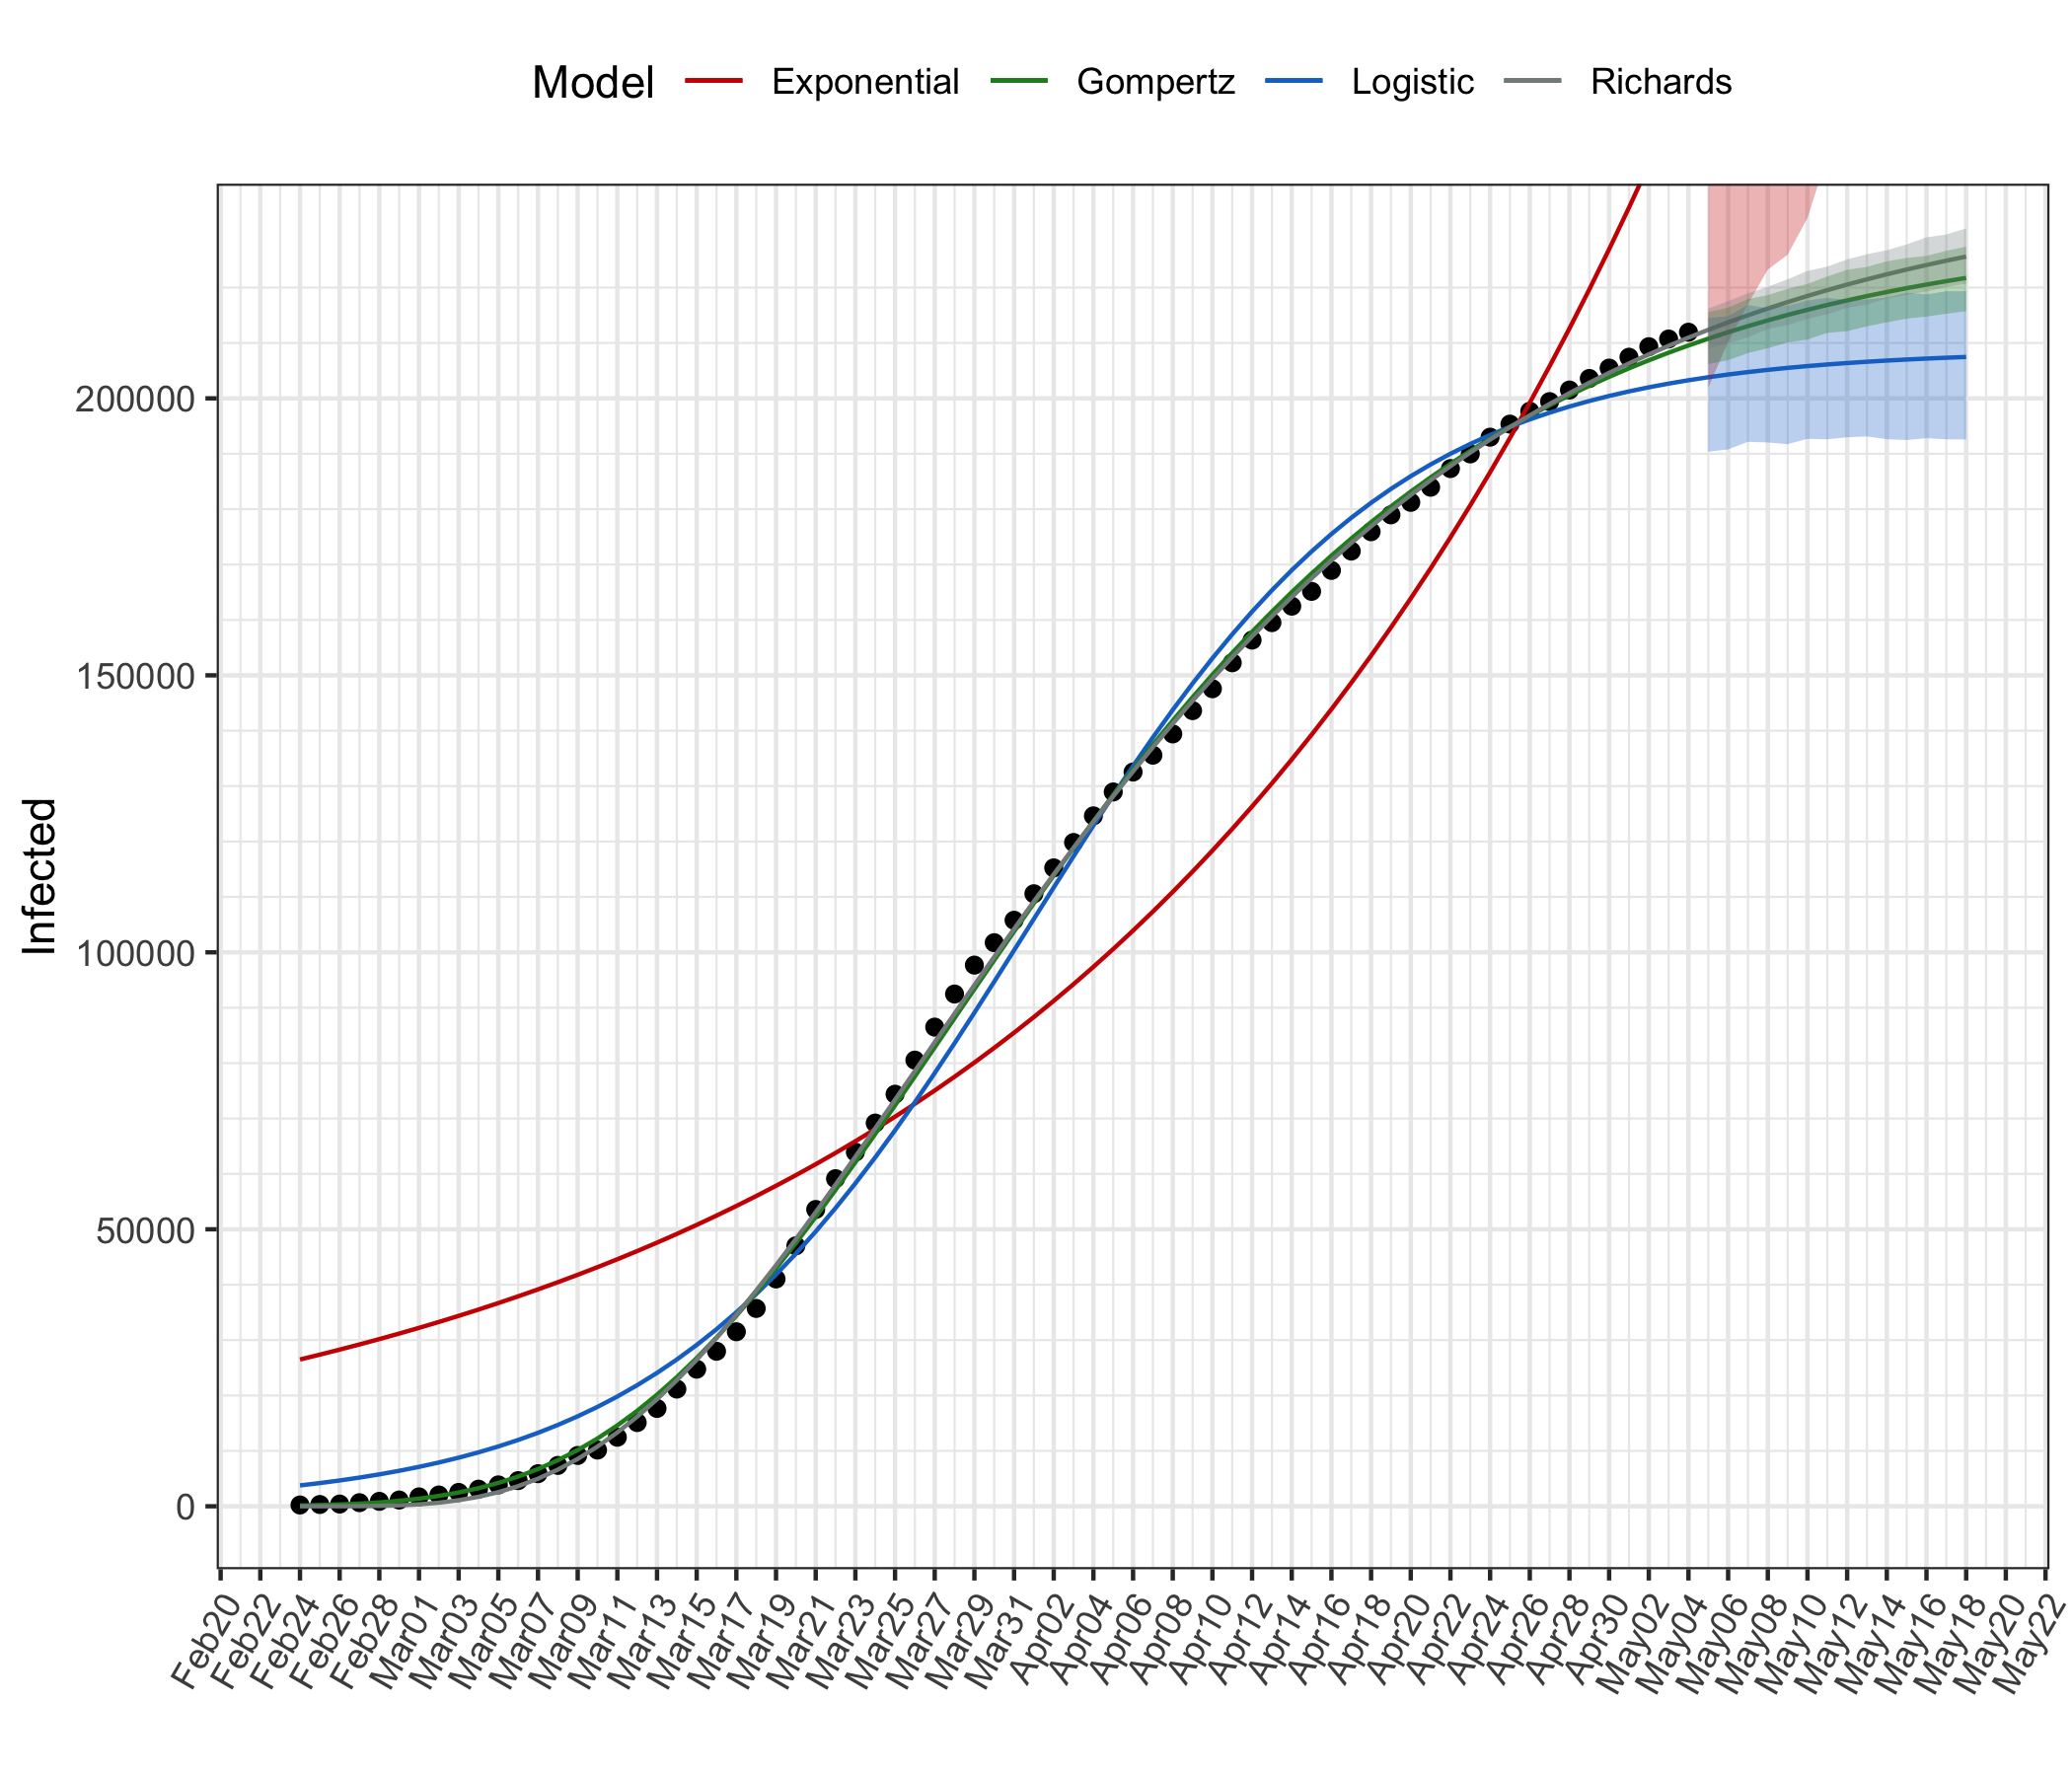 Model Exponential Gompertz Logistic Richards
Infected
200000
150000
100000
50000
0
Feb20 Feb22 Feb24 Feb26 Feb28 Mar01 Mar03 Mar05 Mar07 Mar09 Mar11 Mar13 Mar15 Mar17 Mar19 Mar21 Mar23 Mar25 Mar27 Mar29 Mar31 Apr02 Apr04 Apr06 Apr08 Apr10 Apr12 Apr14 Apr16 Apr18 Apr20 Apr22 Apr24 Apr26 Apr28 Apr30 May02 May04 May06 May08 May10 May12 May14 May16 May18 May20 May22